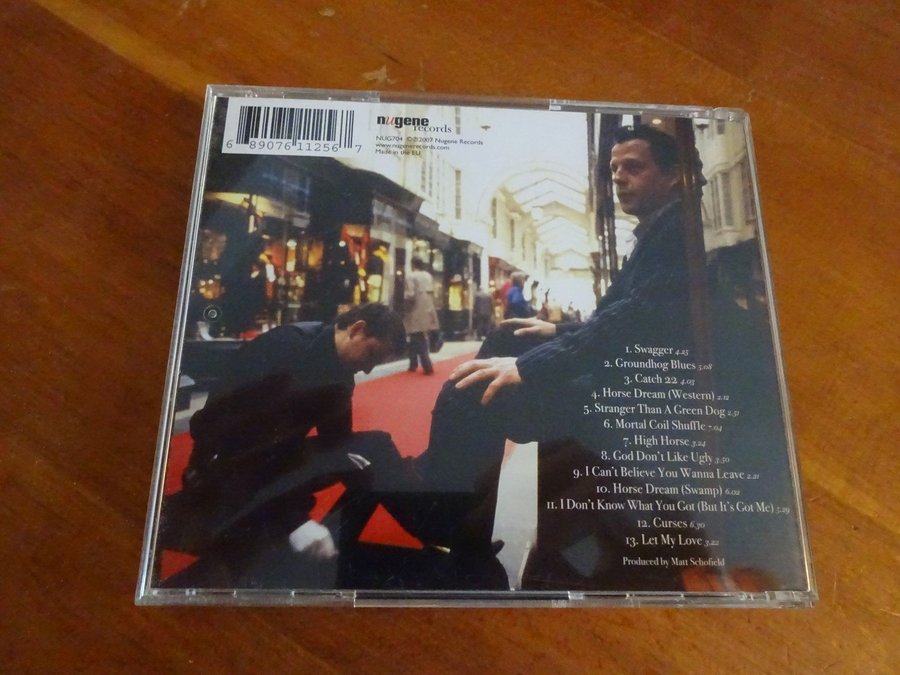 6 89076 11256 7
nugene
records
NUG704 ©℗2007 Nugene Records
www.nugenerecords.com
Made in the EU
1. Swagger 4.25
2. Groundhog Blues 5.08
3. Catch 22 4.03
4. Horse Dream (Western) 2.12
5. Stranger Than A Green Dog 2.51
6. Mortal Coil Shuffle 7.04
7. High Horse 3.24
8. God Don't Like Ugly 3.50
9. I Can't Believe You Wanna Leave 2.21
10. Horse Dream (Swamp) 6.02
11. I Don't Know What You Got (But It's Got Me) 5.29
12. Curses 6.30
13. Let My Love 3.22
Produced by Matt Schofield